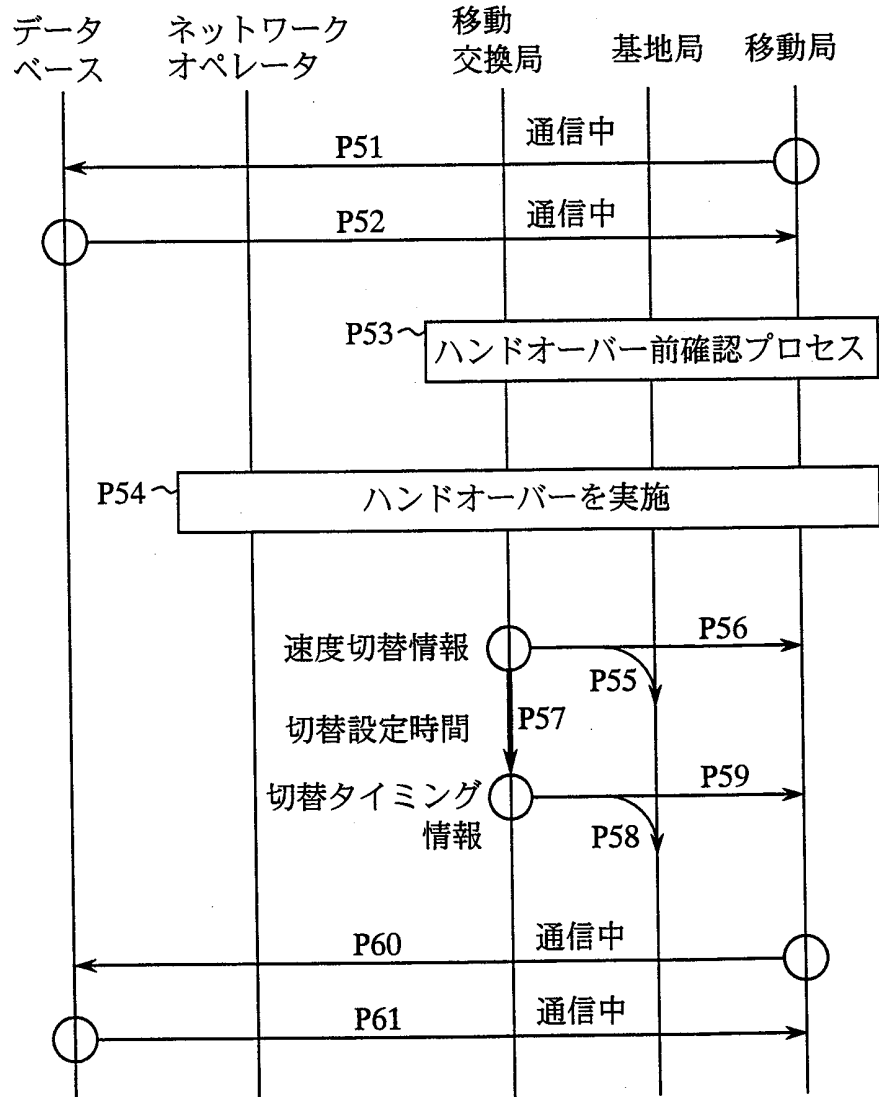 データ
ベース
ネットワーク
オペレータ
移動
交換局
基地局
移動局
P51
通信中
P52
通信中
P53
ハンドオーバー前確認プロセス
P54
ハンドオーバーを実施
速度切替情報
P56
P55
切替設定時間
P57
切替タイミング
情報
P59
P58
P60
通信中
P61
通信中